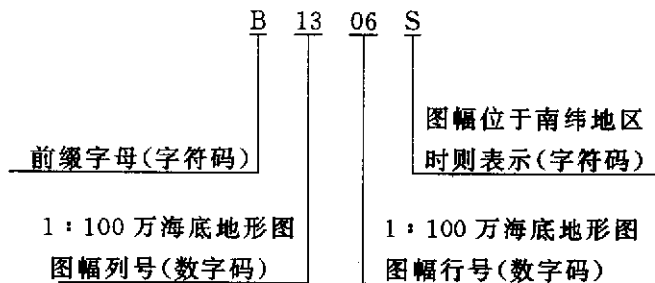 B 13 06 S
图幅位于南纬地区
前缀字母(字符码) 时则表示(字符码)
1：100 万海底地形图 1：100 万海底地形图
图幅列号(数字码) 图幅行号(数字码)